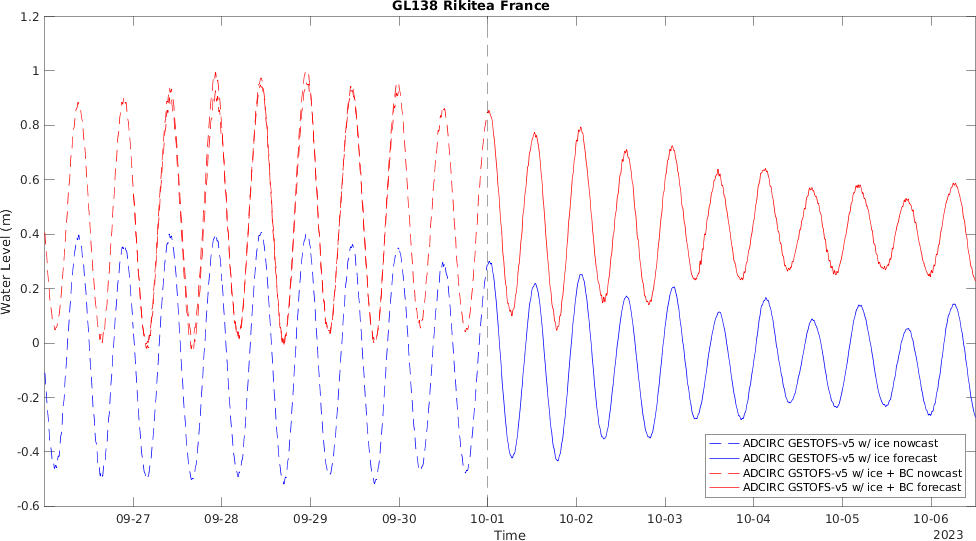 GL138 Rikitea France
1.2
1
0.8
0.6
0.4
0.2
0
-0.2
-0.4
-0.6
Water Level (m)
ADCIRC GESTOFS-v5 w/ ice nowcast
ADCIRC GESTOFS-v5 w/ ice forecast
ADCIRC GSTOFS-v5 w/ ice + BC nowcast
ADCIRC GSTOFS-v5 w/ ice + BC forecast
09-27 09-28 09-29 09-30 10-01 10-02 10-03 10-04 10-05 10-06
Time
2023